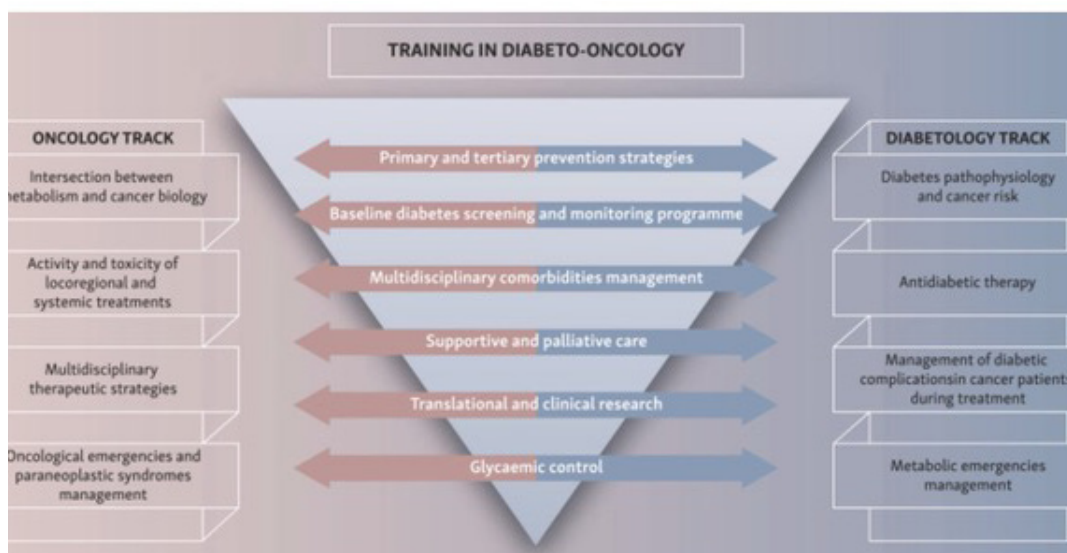 TRAINING IN DIABETO-ONCOLOGY
ONCOLOGY TRACK
Intersection between
etabolism and cancer biology
Activity and toxicity of
locoregional and
systemic treatments
Multidisciplinary
therapeutic strategies
Oncological emergencies and
paraneoplastic syndromes
management
Primary and tertiary prevention strategies
Baseline diabetes screening and monitoring programme
Multidisciplinary comorbidities management
Supportive and palliative care
Translational and clinical research
Glycaemic control
DIABETOLOGY TRACK
Diabetes pathophysiology
and cancer risk
Antidiabetic therapy
Management of diabetic
complicationsin cancer patients
during treatment
Metabolic emergencies
management